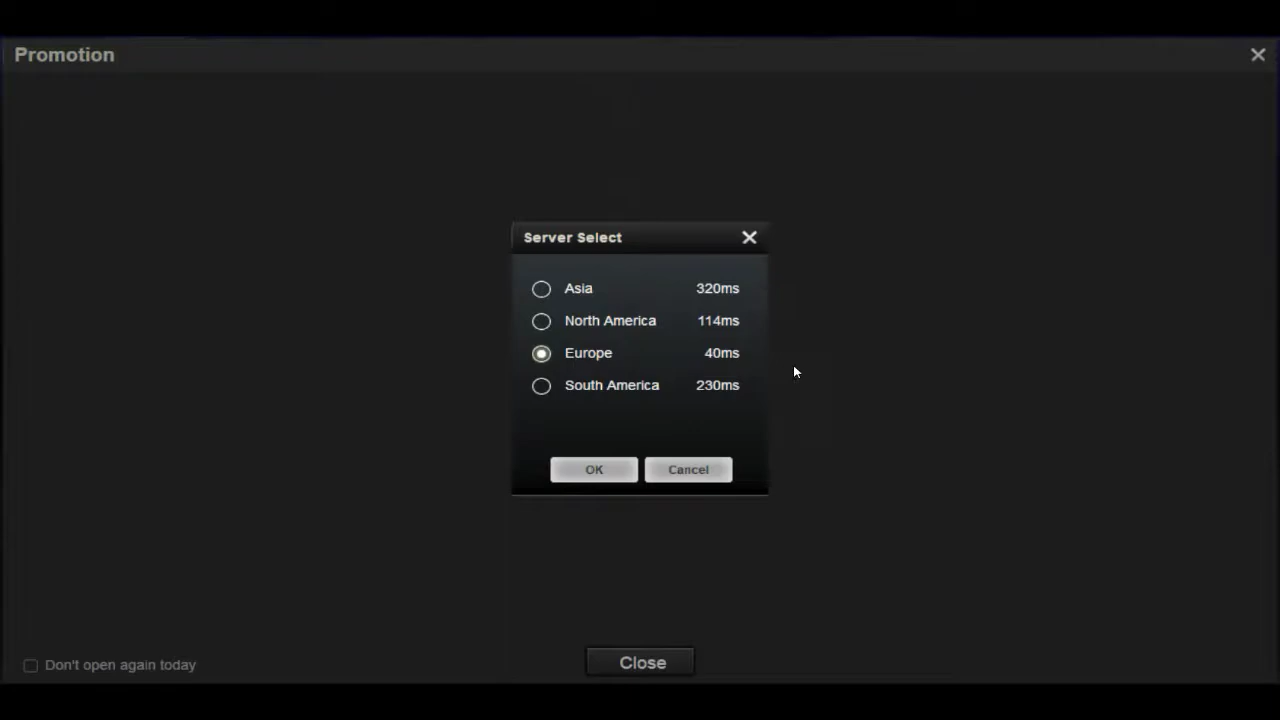 Promotion
Server Select
Asia 320ms
North America 114ms
Europe 40ms
South America 230ms
OK Cancel
Don't open again today
Close